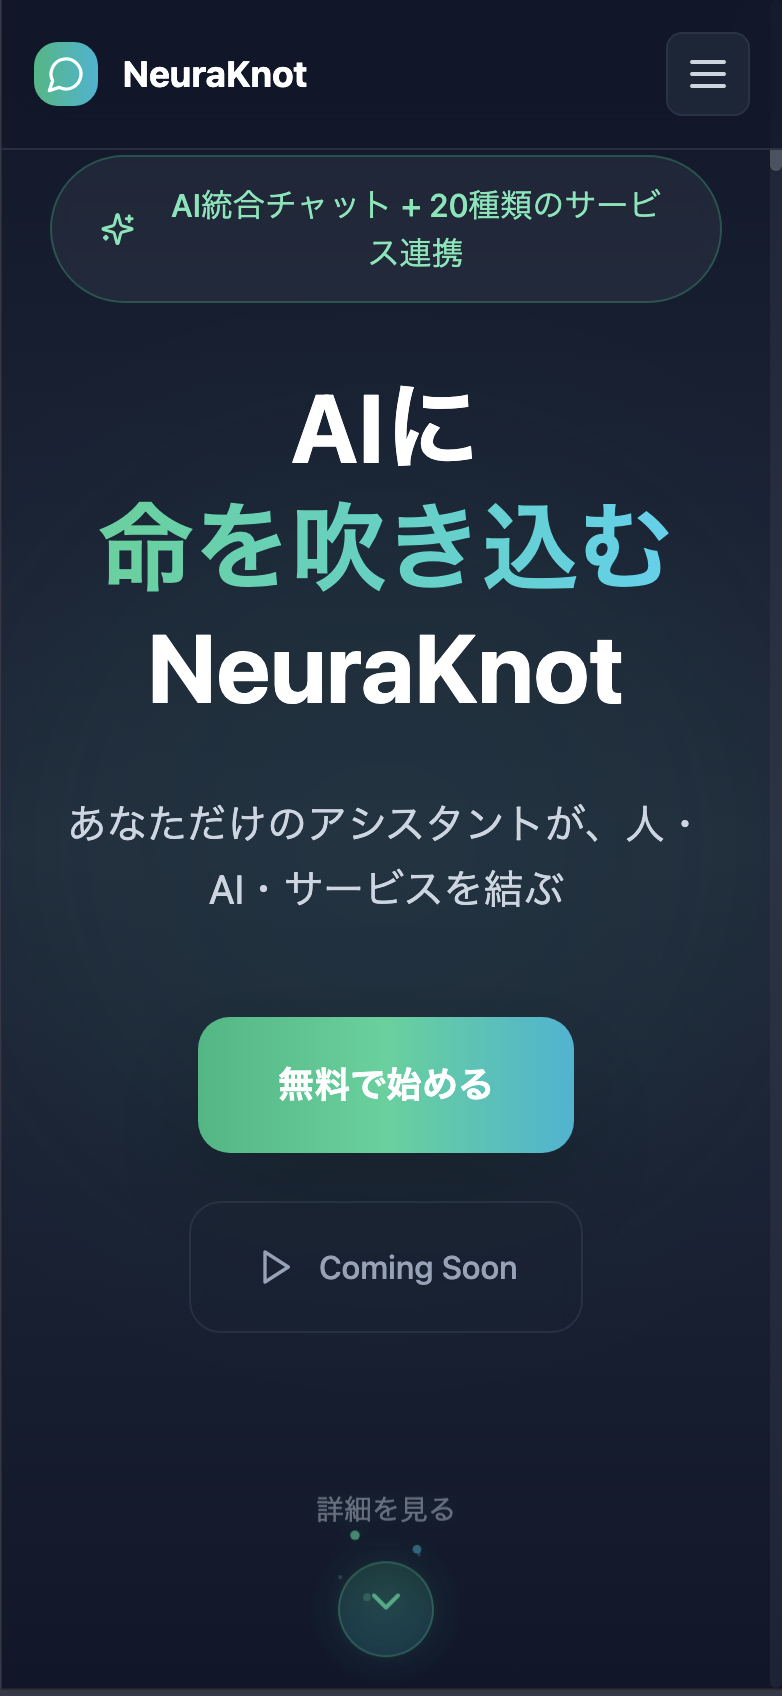 NeuraKnot
AI統合チャット + 20種類のサービ
ス連携
AIに
命を吹き込む
NeuraKnot
あなただけのアシスタントが、人・
AI・サービスを結ぶ
無料で始める
Coming Soon
詳細を見る